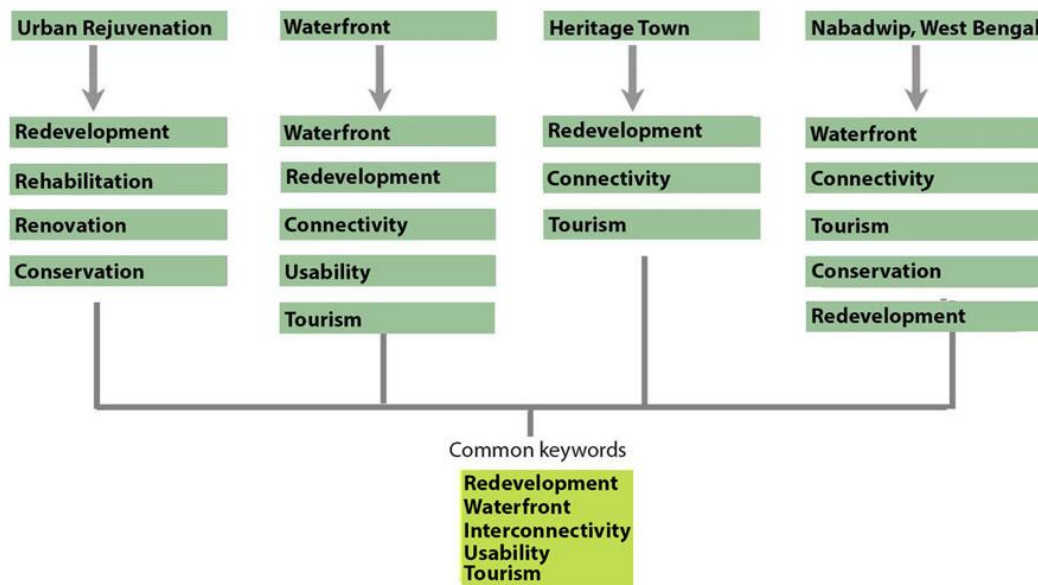 Urban Rejuvenation
Waterfront
Heritage Town
Nabadwip, West Bengal
Redevelopment
Rehabilitation
Renovation
Conservation
Waterfront
Redevelopment
Connectivity
Usability
Tourism
Redevelopment
Connectivity
Tourism
Waterfront
Connectivity
Tourism
Conservation
Redevelopment
Common keywords
Redevelopment
Waterfront
Interconnectivity
Usability
Tourism